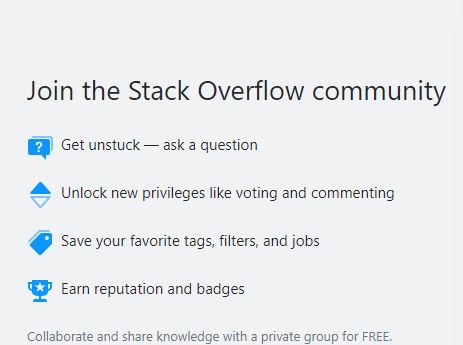 Join the Stack Overflow community
?
Get unstuck — ask a question
Unlock new privileges like voting and commenting
Save your favorite tags, filters, and jobs
Earn reputation and badges
Collaborate and share knowledge with a private group for FREE.